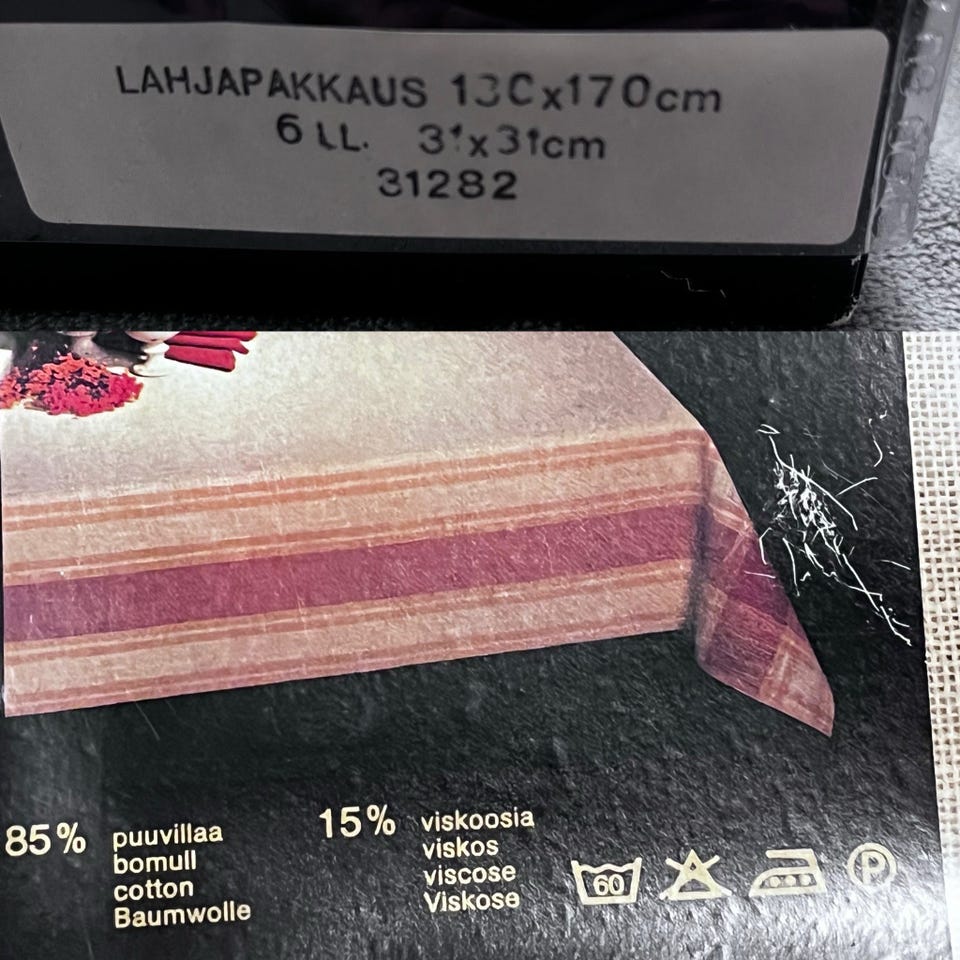 LAHJAPAKKAUS 130x170cm
6 LL. 31x31cm
31282
85% puuvillaa
bomull
cotton
Baumwolle
15% viskoosia
viskos
viscose
Viskose
60
P